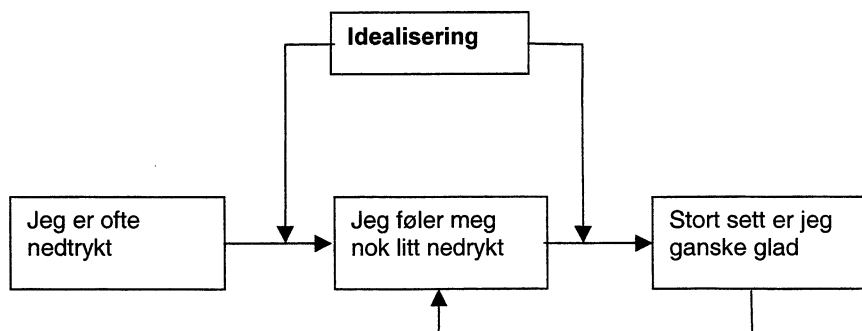 Idealisering
Jeg er ofte
nedtrykt
Jeg føler meg
nok litt nedrykt
Stort sett er jeg
ganske glad